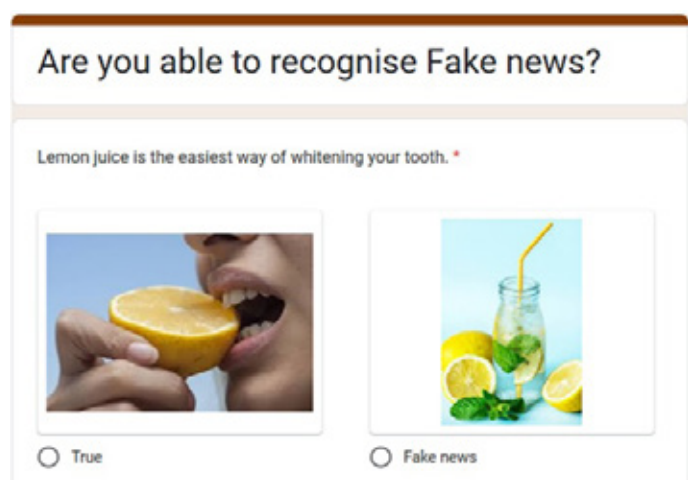 Are you able to recognise Fake news?
Lemon juice is the easiest way of whitening your tooth. *
True
Fake news